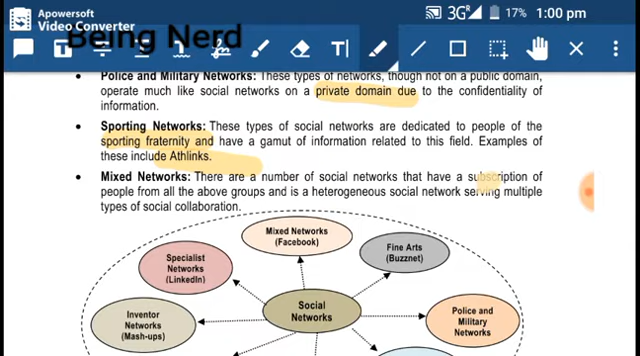 Apowersoft
Video Converter
Being Nerd
3G
17%
1:00 pm
T
T
• Police and Military Networks: These types of networks, though not on a public domain,
operate much like social networks on a private domain due to the confidentiality of
information.
• Sporting Networks: These types of social networks are dedicated to people of the
sporting fraternity and have a gamut of information related to this field. Examples of
these include Athlinks.
• Mixed Networks: There are a number of social networks that have a subscription of
people from all the above groups and is a heterogeneous social network serving multiple
types of social collaboration.
Mixed Networks
(Facebook)
Fine Arts
(Buzznet)
Specialist
Networks
(LinkedIn)
Social
Networks
Police and
Military
Networks
Inventor
Networks
(Mash-ups)